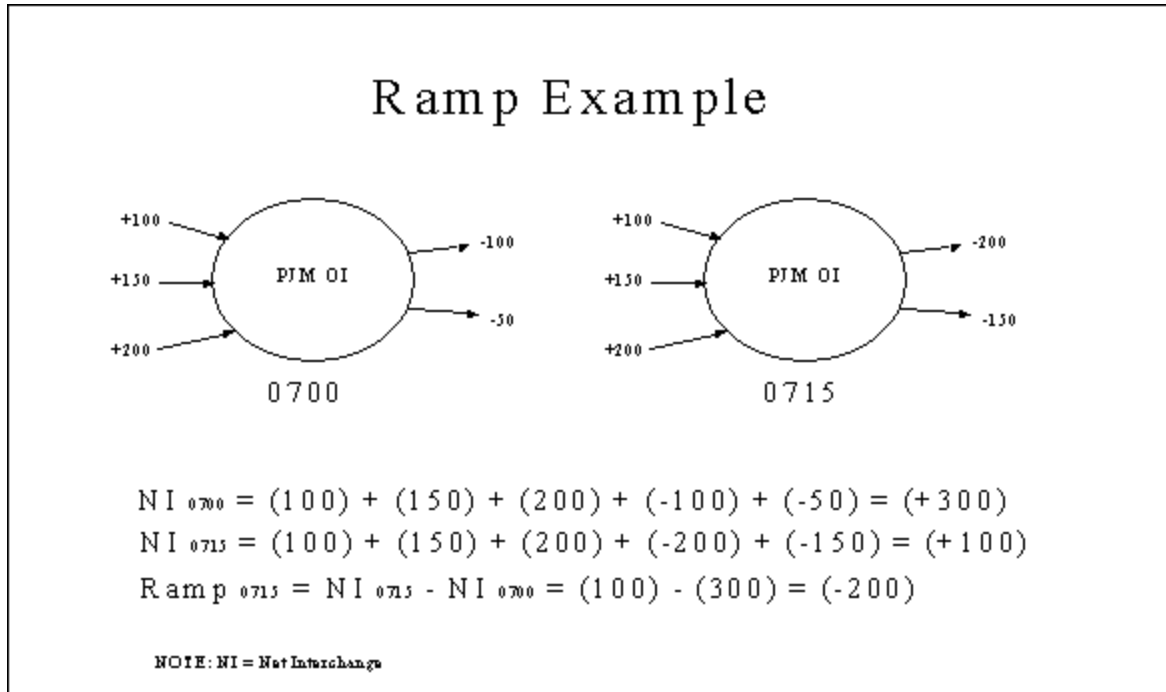 Ramp Example
+100
+150
+200
PJM OI
-100
-50
0700
+100
+150
+200
PJM OI
-200
-150
0715
NI 0700 = (100) + (150) + (200) + (-100) + (-50) = (+300)
NI 0715 = (100) + (150) + (200) + (-200) + (-150) = (+100)
Ramp 0715 = NI 0715 - NI 0700 = (100) - (300) = (-200)
NOTE: NI = Net Interchange